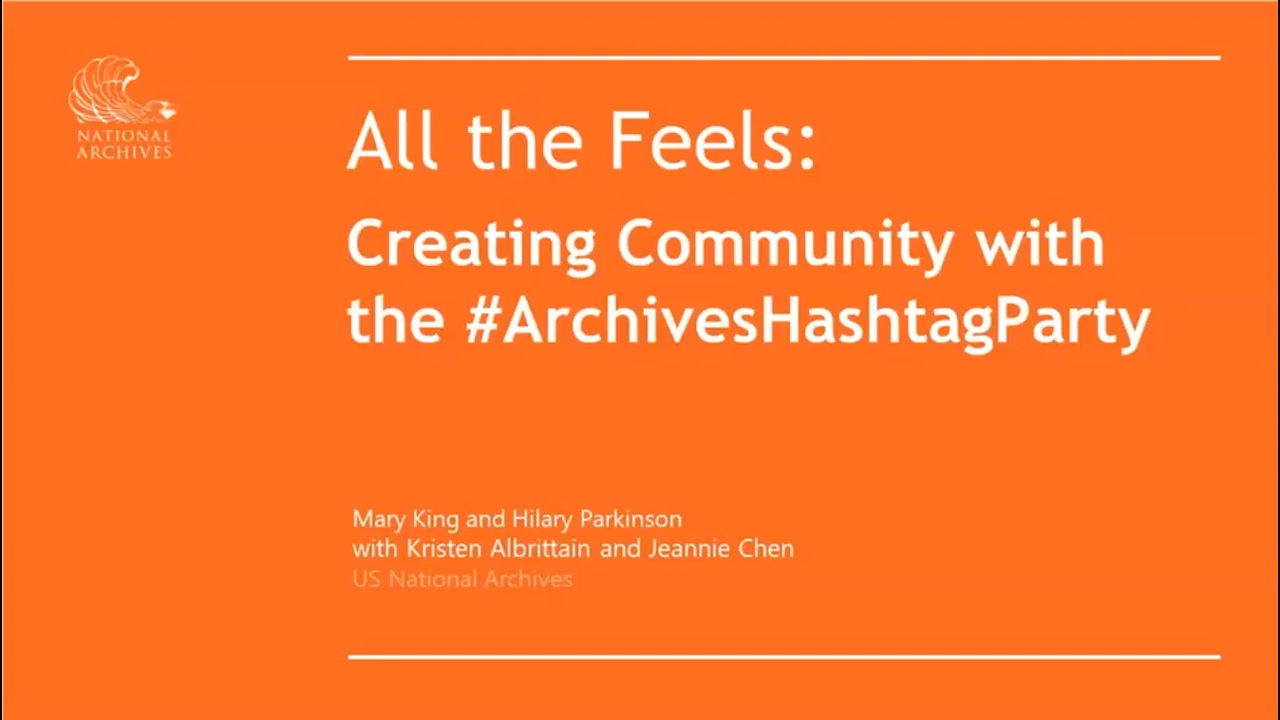 NATIONAL
ARCHIVES
All the Feels:
Creating Community with
the #ArchivesHashtagParty
Mary King and Hilary Parkinson
with Kristen Albrittain and Jeannie Chen
US National Archives